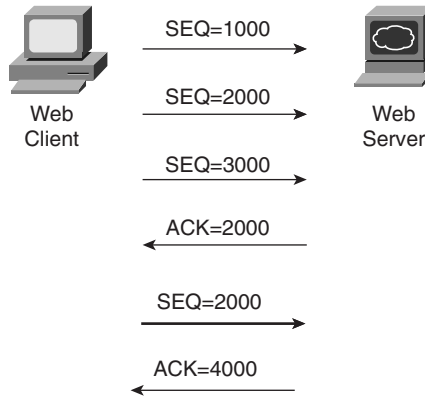 SEQ=1000
SEQ=2000
Web
Client
Web
Server
SEQ=3000
ACK=2000
SEQ=2000
ACK=4000